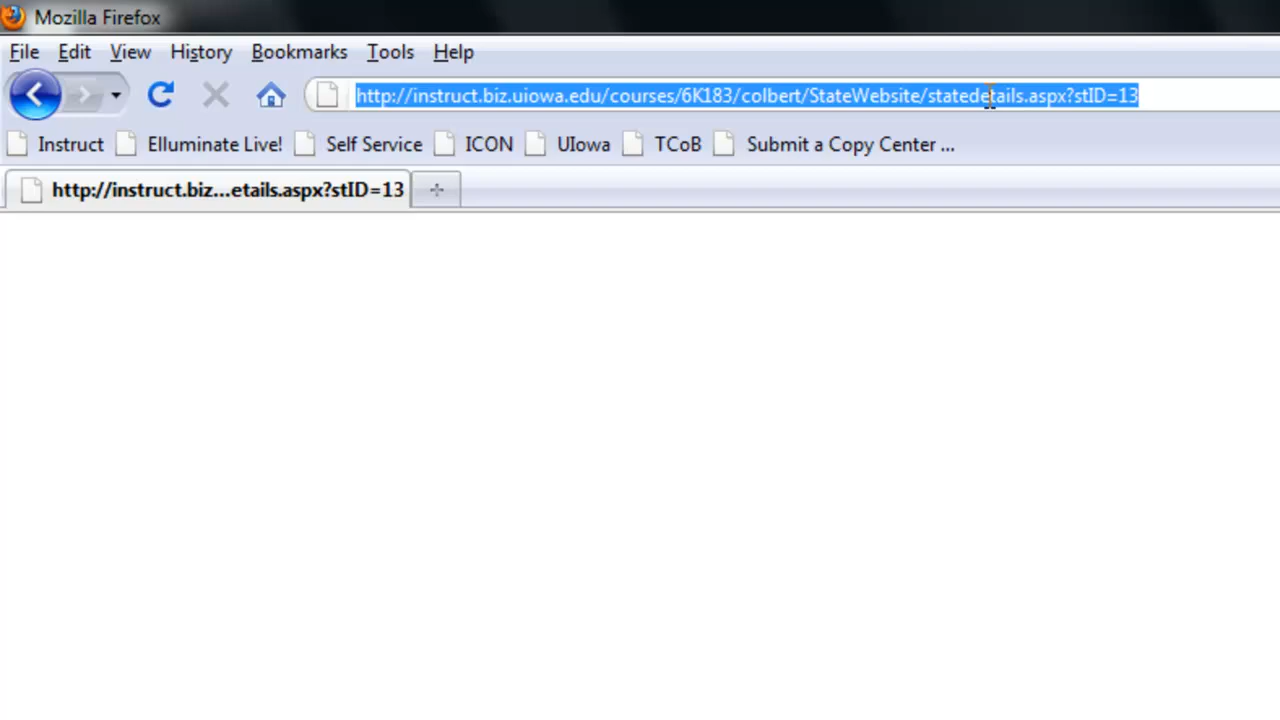 Mozilla Firefox
File Edit View History Bookmarks Tools Help
http://instruct.biz.uiowa.edu/courses/6K183/colbert/StateWebsite/statedetails.aspx?stID=13
Instruct Elluminate Live! Self Service ICON UIowa TCoB Submit a Copy Center ...
http://instruct.biz...etails.aspx?stID=13